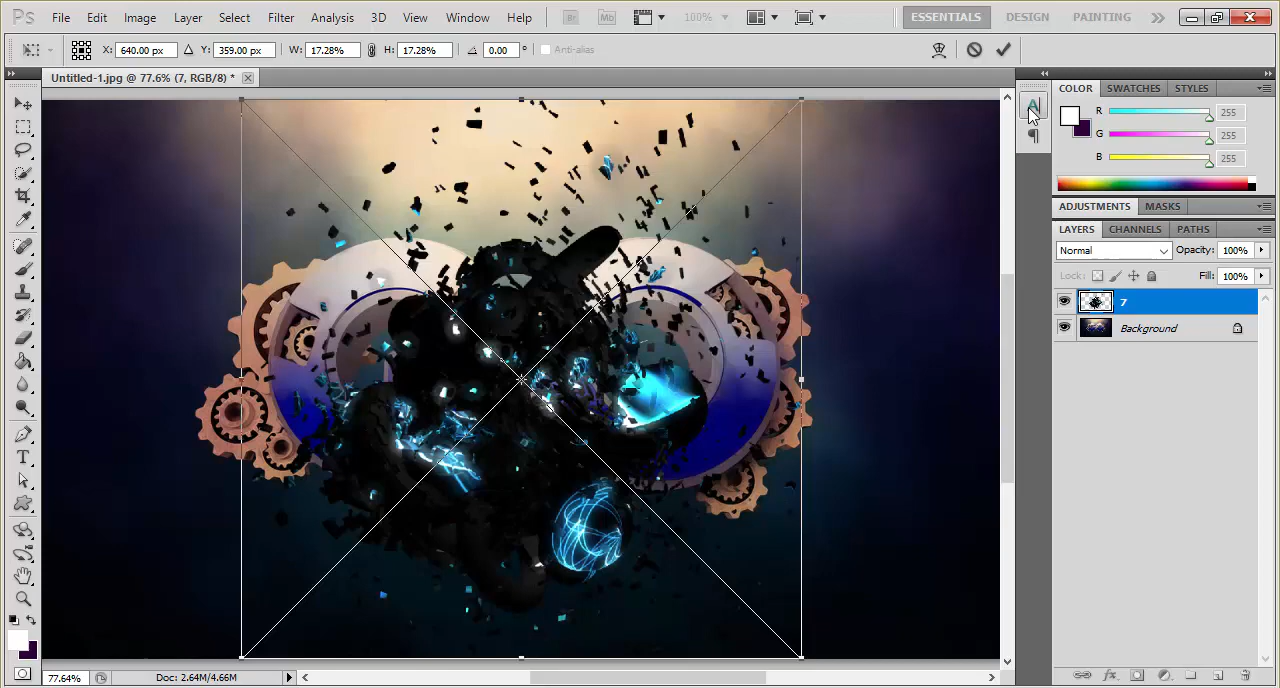 Ps File Edit Image Layer Select Filter Analysis 3D View Window Help Br Mb 100% ESSENTIALS DESIGN PAINTING
X: 640.00 px Y: 359.00 px W: 17.28% H: 17.28% 0.00 ° Anti-alias
Untitled-1.jpg @ 77.6% (7, RGB/8) *
COLOR SWATCHES STYLES
R 255
G 255
B 255
ADJUSTMENTS MASKS
LAYERS CHANNELS PATHS
Normal Opacity: 100%
Lock: Fill: 100%
7
Background
77.64% Doc: 2.64M/4.66M